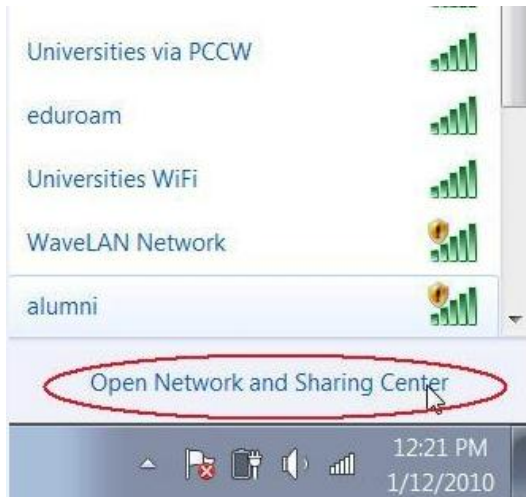 Universities via PCCW
eduroam
Universities WiFi
WaveLAN Network
alumni
Open Network and Sharing Center
12:21 PM
1/12/2010